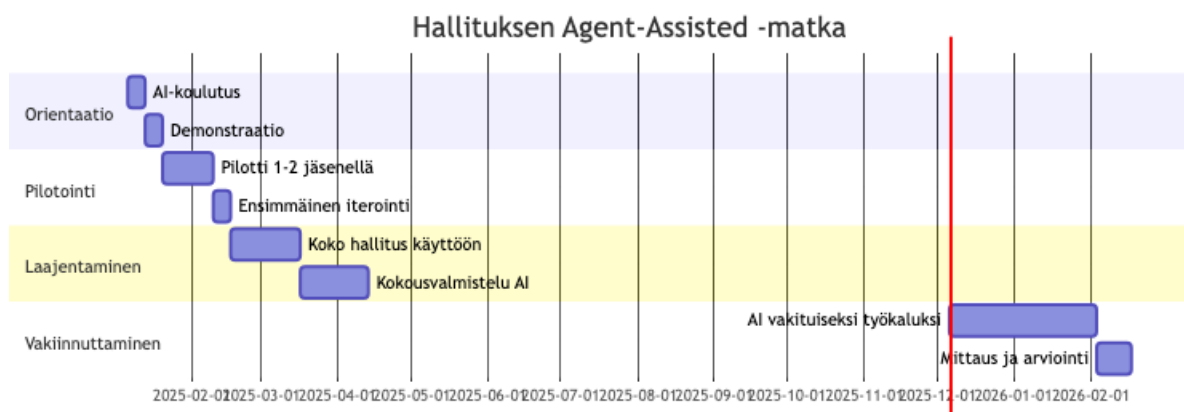 Hallituksen Agent-Assisted -matka
Orientaatio
AI-koulutus
Demonstraatio
Pilotointi
Pilotti 1-2 jäsenellä
Ensimmäinen iterointi
Laajentaminen
Koko hallitus käyttöön
Kokousvalmistelu AI
Vakiinnuttaminen
AI vakituiseksi työkaluksi
Mittaus ja arviointi
2025-02-01 2025-03-01 2025-04-01 2025-05-01 2025-06-01 2025-07-01 2025-08-01 2025-09-01 2025-10-01 2025-11-01 2025-12-01 2026-01-01 2026-02-01